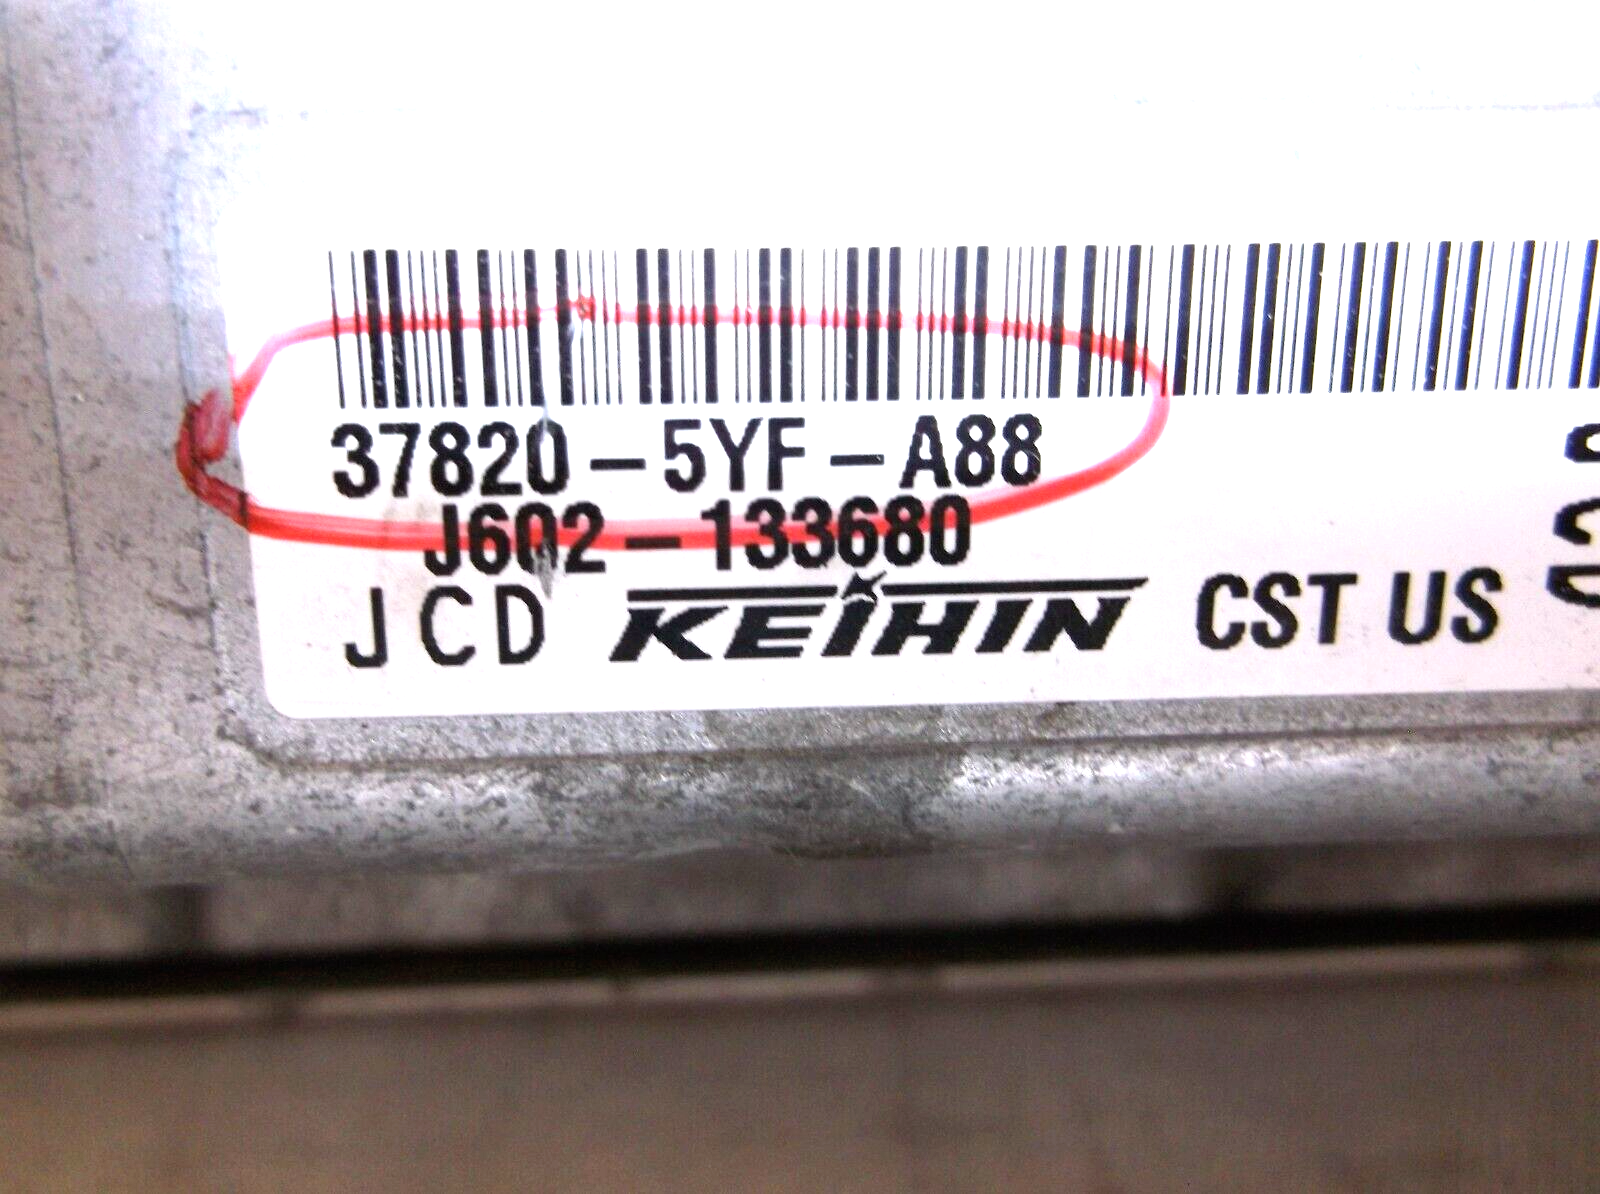 37820-5YF-A88
J602-133680
JCD KEIHIN CST US